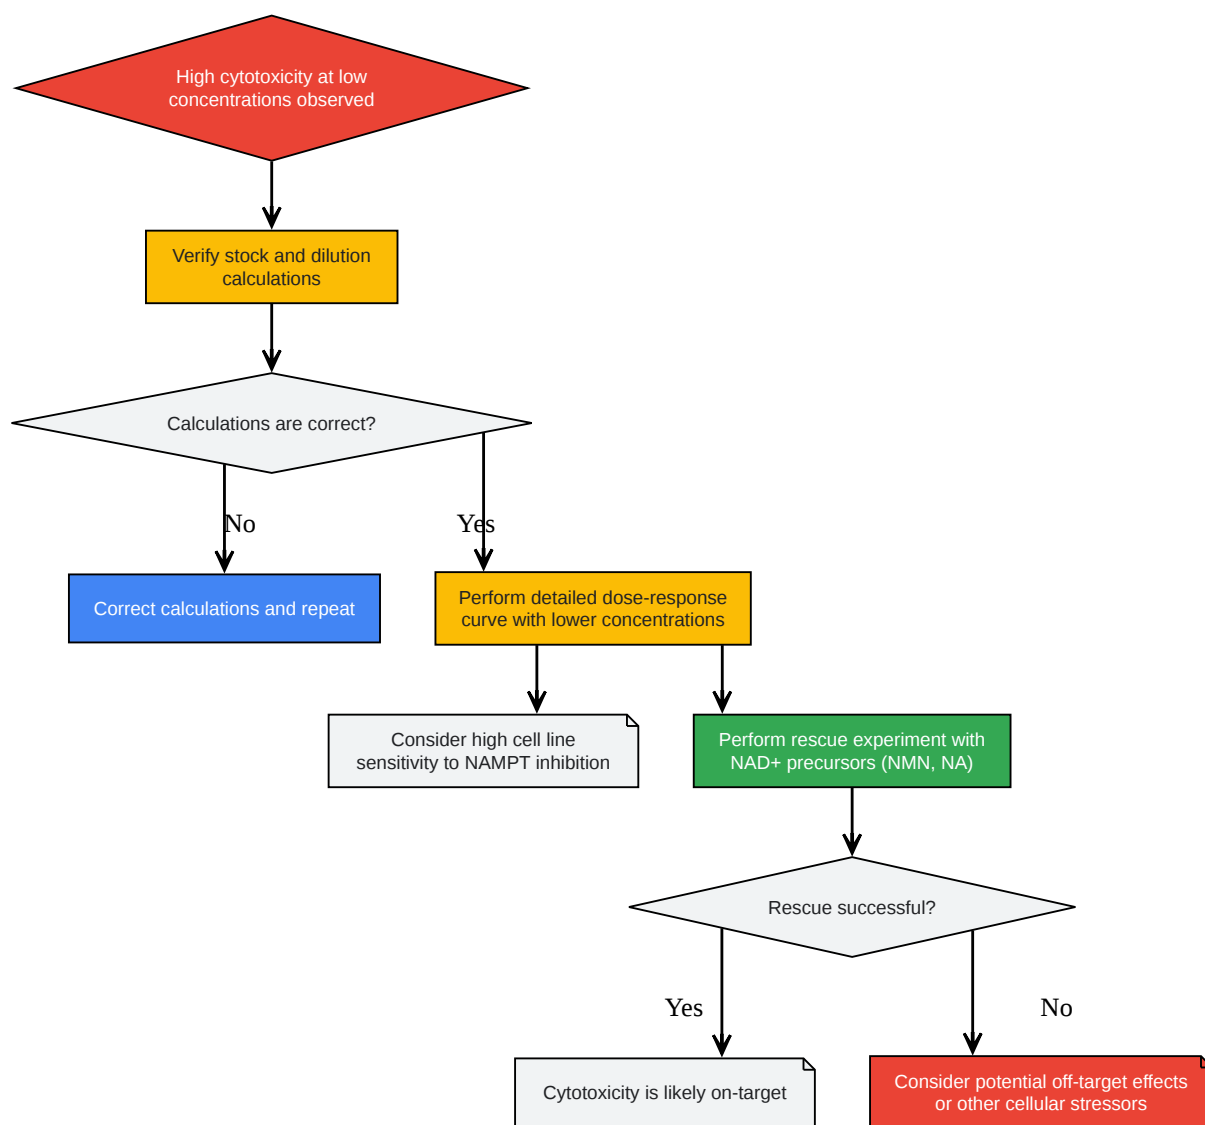 High cytotoxicity at low
concentrations observed
Verify stock and dilution
calculations
Calculations are correct?
No
Yes
Correct calculations and repeat
Perform detailed dose-response
curve with lower concentrations
Consider high cell line
sensitivity to NAMPT inhibition
Perform rescue experiment with
NAD+ precursors (NMN, NA)
Rescue successful?
Yes
No
Cytotoxicity is likely on-target
Consider potential off-target effects
or other cellular stressors